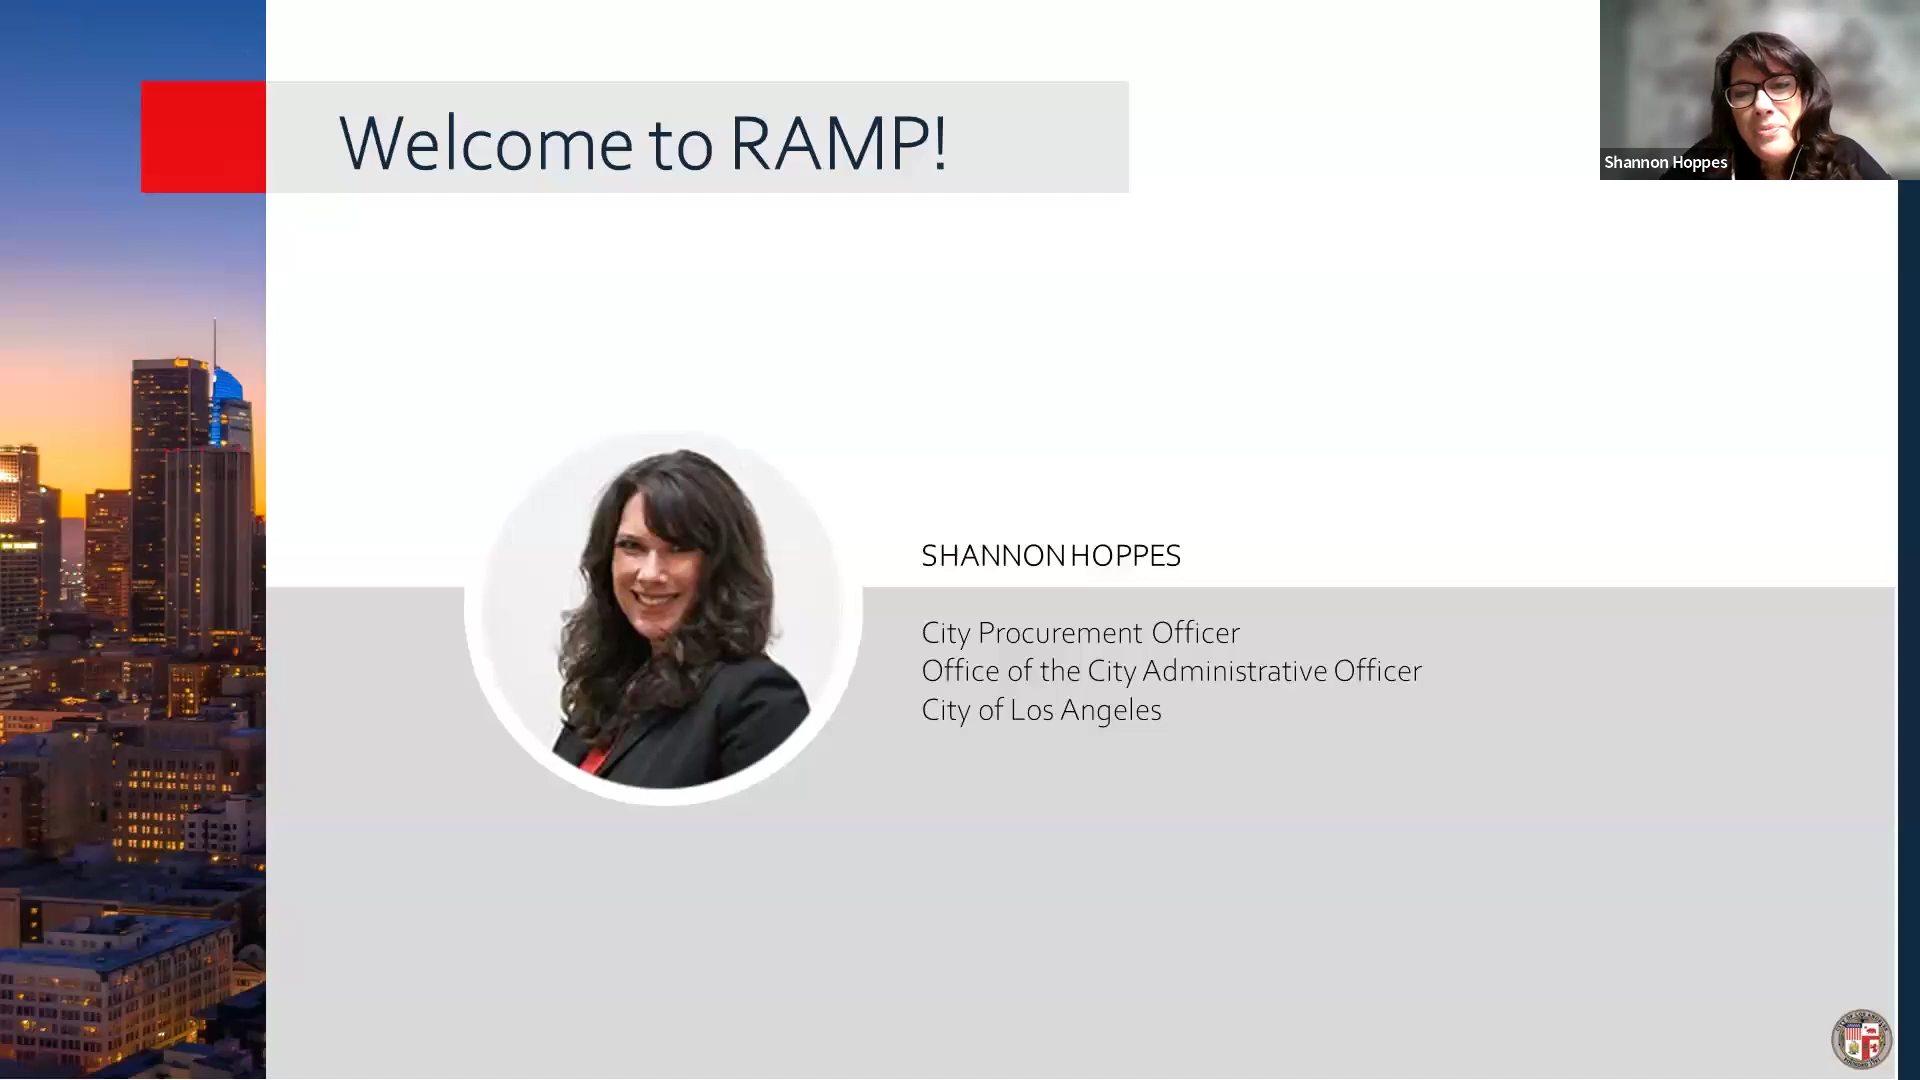 Welcome to RAMP!
Shannon Hoppes
SHANNON HOPPES
City Procurement Officer
Office of the City Administrative Officer
City of Los Angeles